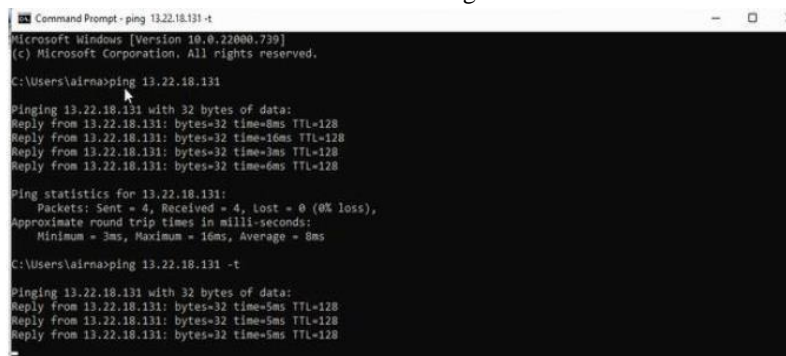 Command Prompt - ping 13.22.18.131 -t
Microsoft Windows [Version 10.0.22000.739]
(c) Microsoft Corporation. All rights reserved.
C:\Users\airna>ping 13.22.18.131
Pinging 13.22.18.131 with 32 bytes of data:
Reply from 13.22.18.131: bytes=32 time=8ms TTL=128
Reply from 13.22.18.131: bytes=32 time=16ms TTL=128
Reply from 13.22.18.131: bytes=32 time=3ms TTL=128
Reply from 13.22.18.131: bytes=32 time=6ms TTL=128
Ping statistics for 13.22.18.131:
Packets: Sent = 4, Received = 4, Lost = 0 (0% loss),
Approximate round trip times in milli-seconds:
Minimum = 3ms, Maximum = 16ms, Average = 8ms
C:\Users\airna>ping 13.22.18.131 -t
Pinging 13.22.18.131 with 32 bytes of data:
Reply from 13.22.18.131: bytes=32 time=5ms TTL=128
Reply from 13.22.18.131: bytes=32 time=5ms TTL=128
Reply from 13.22.18.131: bytes=32 time=5ms TTL=128